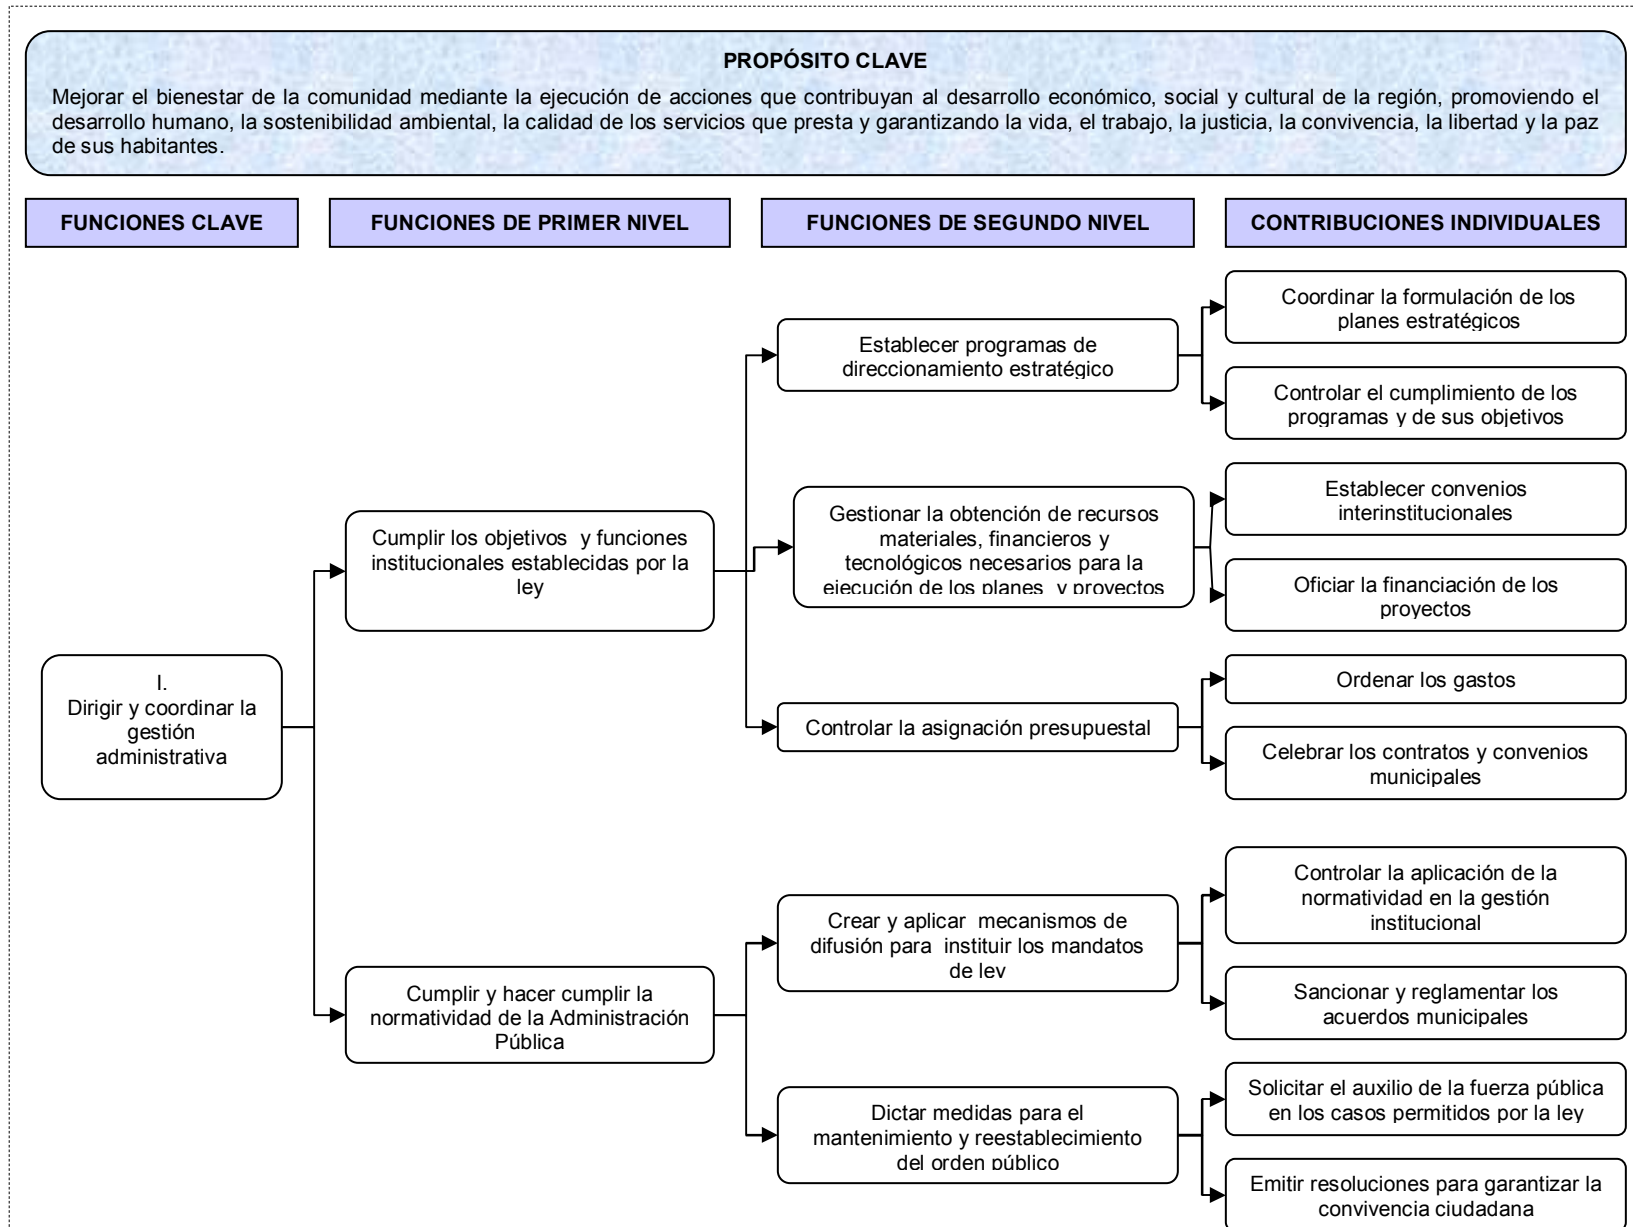 PROPÓSITO CLAVE
Mejorar el bienestar de la comunidad mediante la ejecución de acciones que contribuyan al desarrollo económico, social y cultural de la región, promoviendo el
desarrollo humano, la sostenibilidad ambiental, la calidad de los servicios que presta y garantizando la vida, el trabajo, la justicia, la convivencia, la libertad y la paz
de sus habitantes.
FUNCIONES CLAVE
FUNCIONES DE PRIMER NIVEL
FUNCIONES DE SEGUNDO NIVEL
CONTRIBUCIONES INDIVIDUALES
I.
Dirigir y coordinar la
gestión
administrativa
Cumplir los objetivos y funciones
institucionales establecidas por la
ley
Establecer programas de
direccionamiento estratégico
Coordinar la formulación de los
planes estratégicos
Controlar el cumplimiento de los
programas y de sus objetivos
Gestionar la obtención de recursos
materiales, financieros y
tecnológicos necesarios para la
ejecución de los planes y proyectos
Establecer convenios
interinstitucionales
Oficiar la financiación de los
proyectos
Controlar la asignación presupuestal
Ordenar los gastos
Celebrar los contratos y convenios
municipales
Cumplir y hacer cumplir la
normatividad de la Administración
Pública
Crear y aplicar mecanismos de
difusión para instituir los mandatos
de ley
Controlar la aplicación de la
normatividad en la gestión
institucional
Sancionar y reglamentar los
acuerdos municipales
Dictar medidas para el
mantenimiento y reestablecimiento
del orden público
Solicitar el auxilio de la fuerza pública
en los casos permitidos por la ley
Emitir resoluciones para garantizar la
convivencia ciudadana